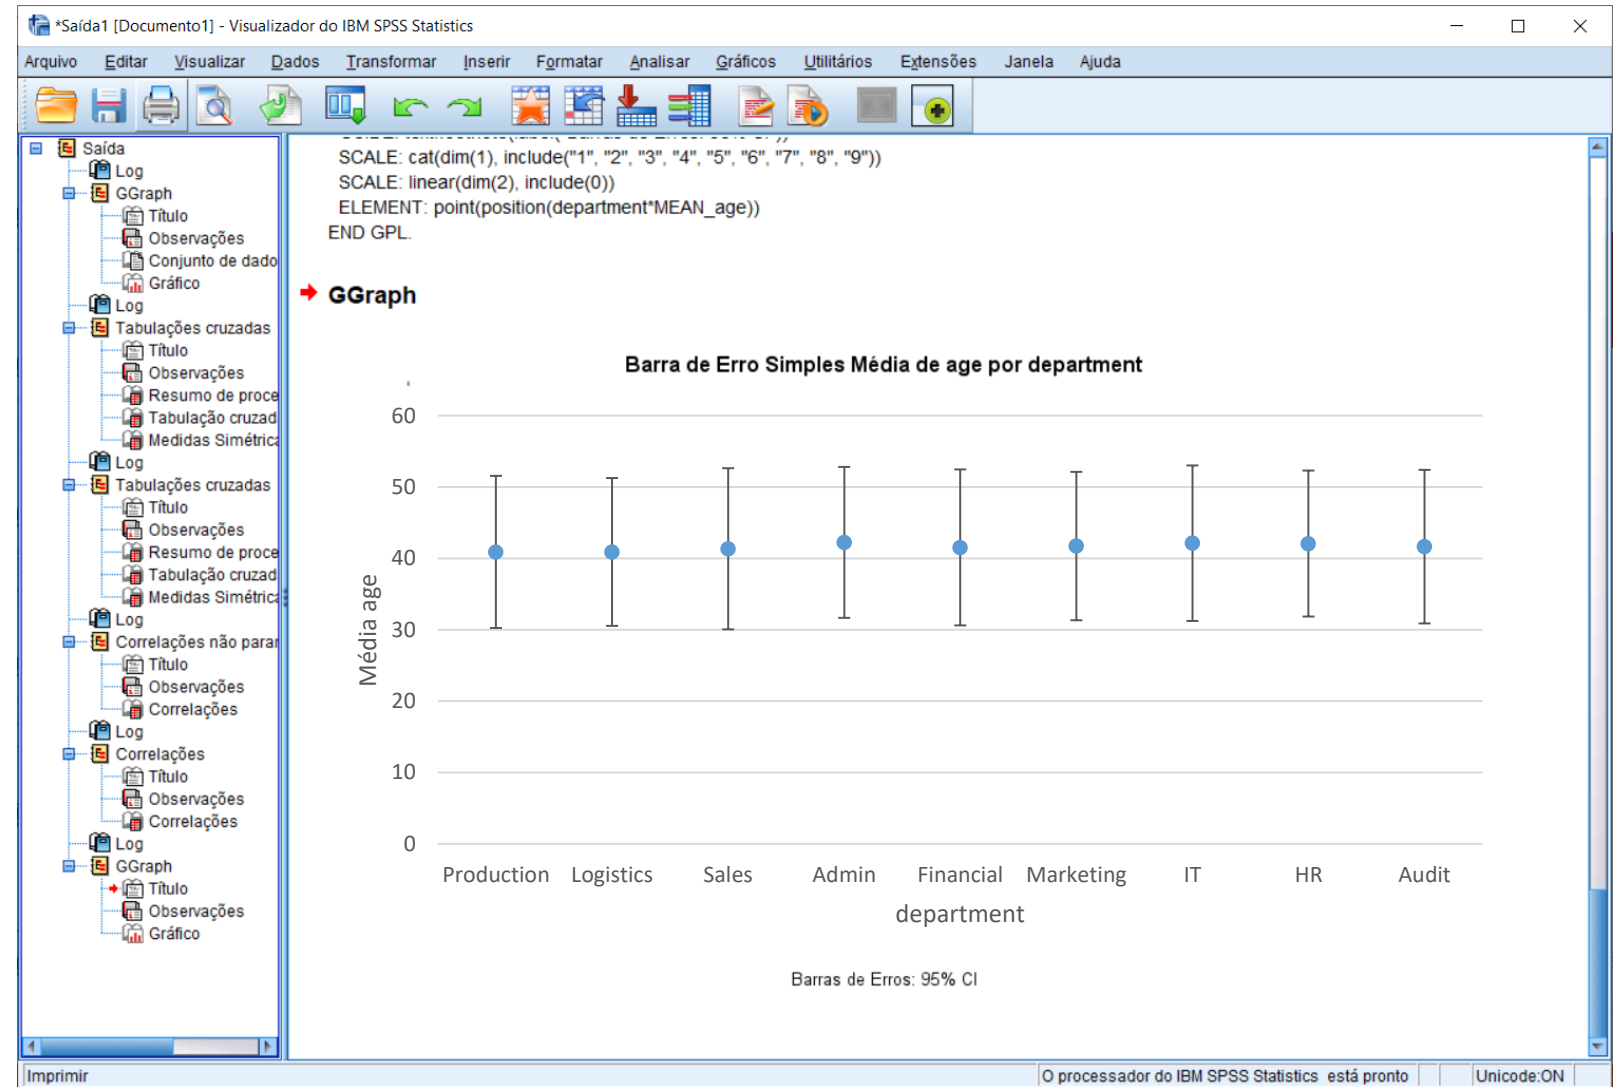 *Saída1 [Documento1] - Visualizador do IBM SPSS Statistics
Arquivo Editar Visualizar Dados Transformar Inserir Formatar Analisar Gráficos Utilitários Extensões Janela Ajuda
Saída
Log
GGraph
Título
Observações
Conjunto de dado
Gráfico
Log
Tabulações cruzadas
Título
Observações
Resumo de proce
Tabulação cruzad
Medidas Simétrica
Log
Tabulações cruzadas
Título
Observações
Resumo de proce
Tabulação cruzad
Medidas Simétrica
Log
Correlações não parar
Título
Observações
Correlações
Log
Correlações
Título
Observações
Correlações
Log
GGraph
Título
Observações
Gráfico
SCALE: cat(dim(1), include("1", "2", "3", "4", "5", "6", "7", "8", "9"))
SCALE: linear(dim(2), include(0))
ELEMENT: point(position(department*MEAN_age))
END GPL.
GGraph
Barra de Erro Simples Média de age por department
60
50
40
30
20
10
0
Média age
Production Logistics Sales Admin Financial Marketing IT HR Audit
department
Barras de Erros: 95% CI
Imprimir
O processador do IBM SPSS Statistics está pronto
Unicode:ON